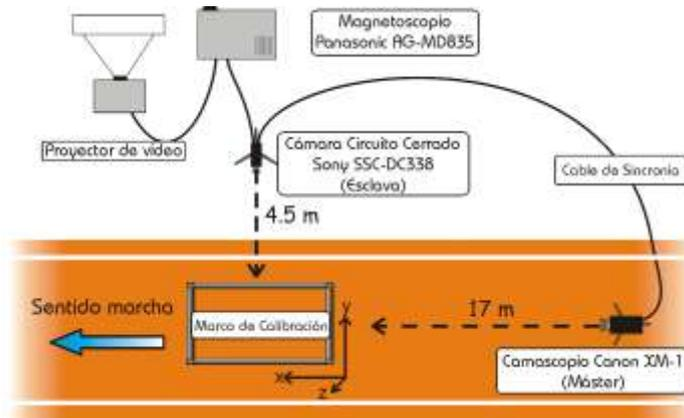 Magnetoscopio
Panasonic AG-MD835
Proyector de video
Cámara Circuito Cerrado
Sony SSC-DC338
(Esclava)
Cable de Sincronía
4.5 m
Sentido marcha
Marco de Calibración
17 m
y
x
z
Camascopio Canon XM-1
(Máster)